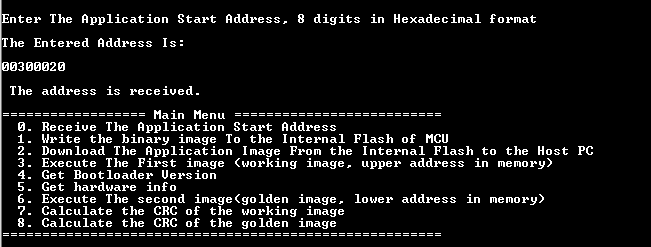 Enter The Application Start Address, 8 digits in Hexadecimal format
The Entered Address Is:
00300020
The address is received.
================== Main Menu ==========================
0. Receive The Application Start Address
1. Write the binary image To the Internal Flash of MCU
2. Download The Application Image From the Internal Flash to the Host PC
3. Execute The First image (working image, upper address in memory)
4. Get Bootloader Version
5. Get hardware info
6. Execute The second image(golden image, lower address in memory)
7. Calculate the CRC of the working image
8. Calculate the CRC of the golden image
=======================================================